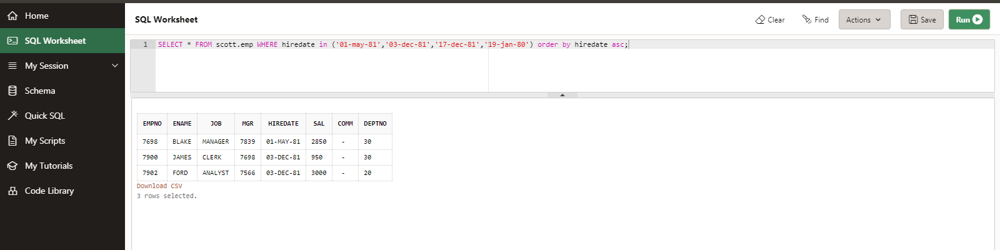 Home
SQL Worksheet
My Session
Schema
Quick SQL
My Scripts
My Tutorials
Code Library
SQL Worksheet
Clear
Find
Actions
Save
Run
1 SELECT * FROM scott.emp WHERE hiredate in ('01-may-81','03-dec-81','17-dec-81','19-jan-80') order by hiredate asc;
EMPNO ENAME JOB MGR HIREDATE SAL COMM DEPTNO
7698 BLAKE MANAGER 7839 01-MAY-81 2850 - 30
7900 JAMES CLERK 7698 03-DEC-81 950 - 30
7902 FORD ANALYST 7566 03-DEC-81 3000 - 20
Download CSV
3 rows selected.